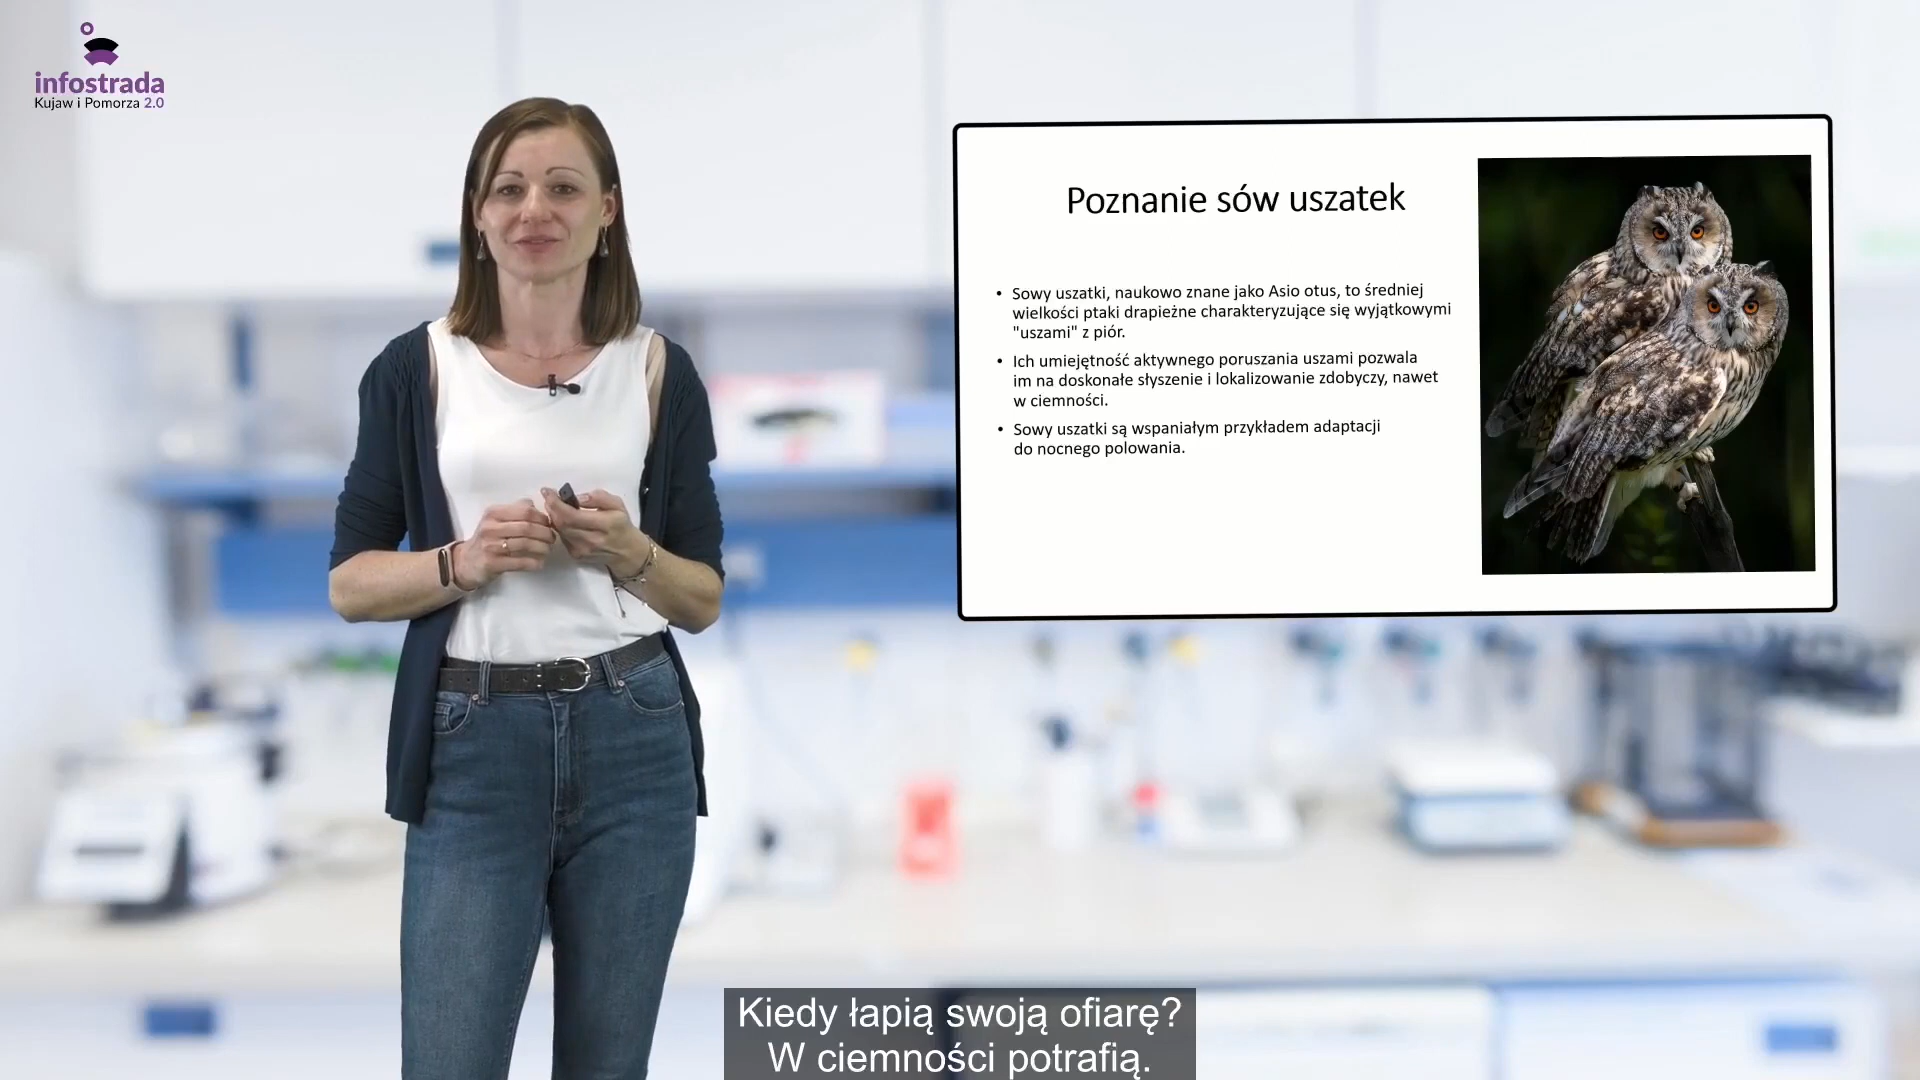 infostrada
Kujaw i Pomorza 2.0
Poznanie sów uszatek
• Sowy uszatki, naukowo znane jako Asio otus, to średniej
wielkości ptaki drapieżne charakteryzujące się wyjątkowymi
"uszami" z piór.
• Ich umiejętność aktywnego poruszania uszami pozwala
im na doskonałe słyszenie i lokalizowanie zdobyczy, nawet
w ciemności.
• Sowy uszatki są wspaniałym przykładem adaptacji
do nocnego polowania.
Kiedy łapią swoją ofiarę?
W ciemności potrafią.